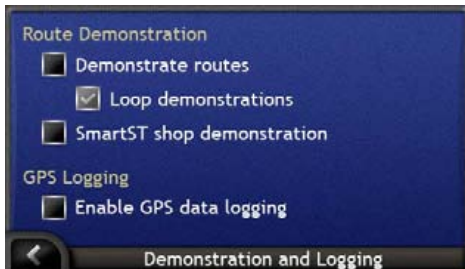 Route Demonstration
Demonstrate routes
Loop demonstrations
SmartST shop demonstration
GPS Logging
Enable GPS data logging
Demonstration and Logging